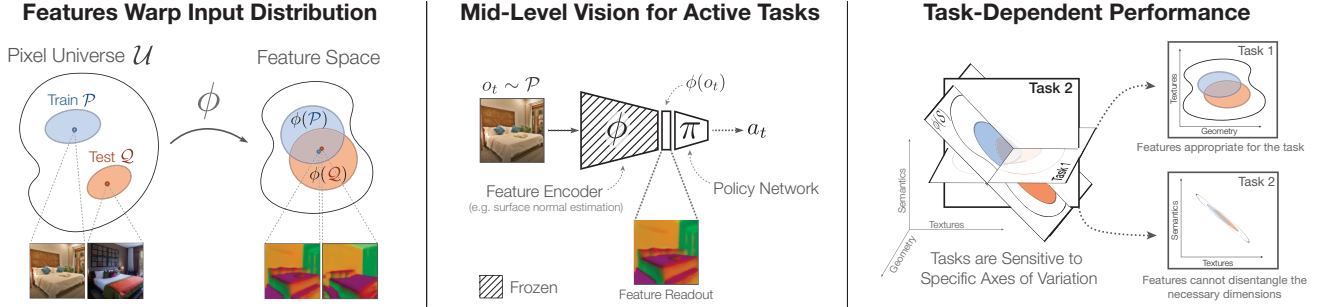 Features Warp Input Distribution
Pixel Universe 𝒰
Feature Space
Train 𝒫
ϕ
ϕ(𝒫)
Test 𝒬
ϕ(𝒬)
Mid-Level Vision for Active Tasks
o_t ∼ 𝒫
ϕ(o_t)
ϕ
π
a_t
Feature Encoder
(e.g. surface normal estimation)
Policy Network
Frozen
Feature Readout
Task-Dependent Performance
Task 2
ϕ(𝒮)
Task 1
Semantics
Textures
Geometry
Tasks are Sensitive to
Specific Axes of Variation
Task 1
Textures
Geometry
Features appropriate for the task
Task 2
Semantics
Textures
Features cannot disentangle the
necessary dimensions